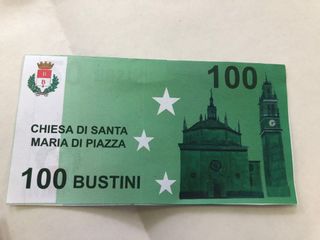 100
CHIESA DI SANTA
MARIA DI PIAZZA
100 BUSTINI